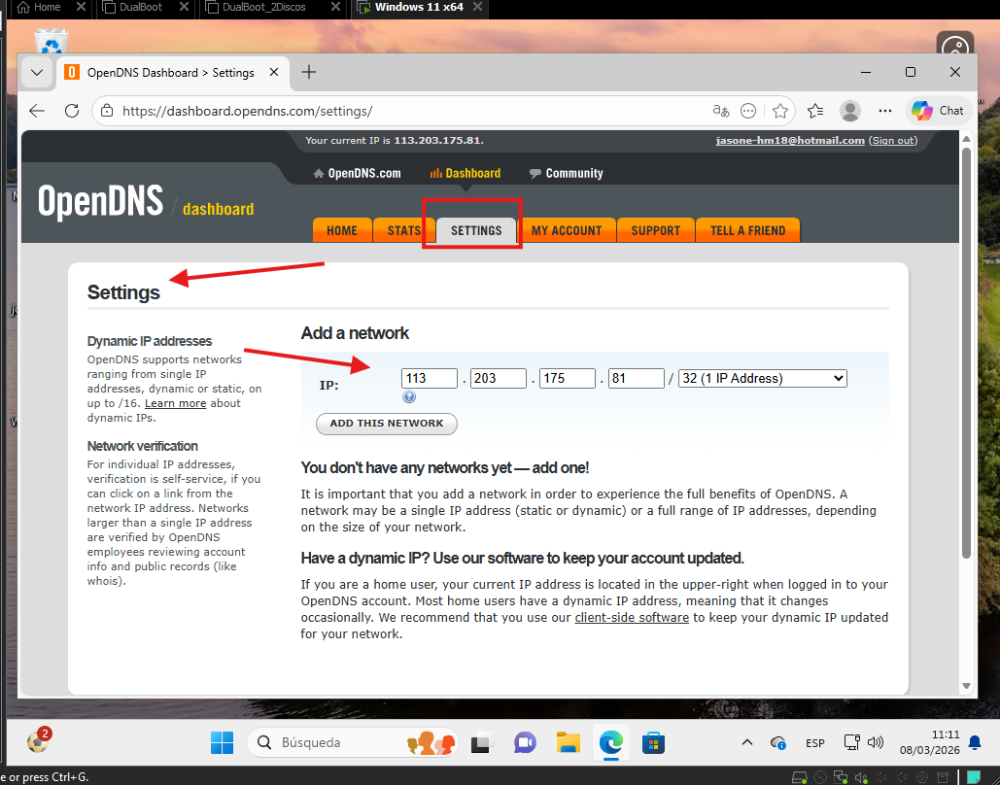 Home
DualBoot
DualBoot_2Discos
Windows 11 x64
OpenDNS Dashboard > Settings
https://dashboard.opendns.com/settings/
Chat
Your current IP is 113.203.175.81.
jasone-hm18@hotmail.com (Sign out)
OpenDNS.com
Dashboard
Community
OpenDNS / dashboard
HOME
STATS
SETTINGS
MY ACCOUNT
SUPPORT
TELL A FRIEND
Settings
Dynamic IP addresses
OpenDNS supports networks
ranging from single IP
addresses, dynamic or static, on
up to /16. Learn more about
dynamic IPs.
Network verification
For individual IP addresses,
verification is self-service, if you
can click on a link from the
network IP address. Networks
larger than a single IP address
are verified by OpenDNS
employees reviewing account
info and public records (like
whois).
Add a network
IP:
113 . 203 . 175 . 81 / 32 (1 IP Address)
?
ADD THIS NETWORK
You don't have any networks yet — add one!
It is important that you add a network in order to experience the full benefits of OpenDNS. A
network may be a single IP address (static or dynamic) or a full range of IP addresses, depending
on the size of your network.
Have a dynamic IP? Use our software to keep your account updated.
If you are a home user, your current IP address is located in the upper-right when logged in to your
OpenDNS account. Most home users have a dynamic IP address, meaning that it changes
occasionally. We recommend that you use our client-side software to keep your dynamic IP updated
for your network.
2
Búsqueda
ESP
11:11
08/03/2026
e or press Ctrl+G.